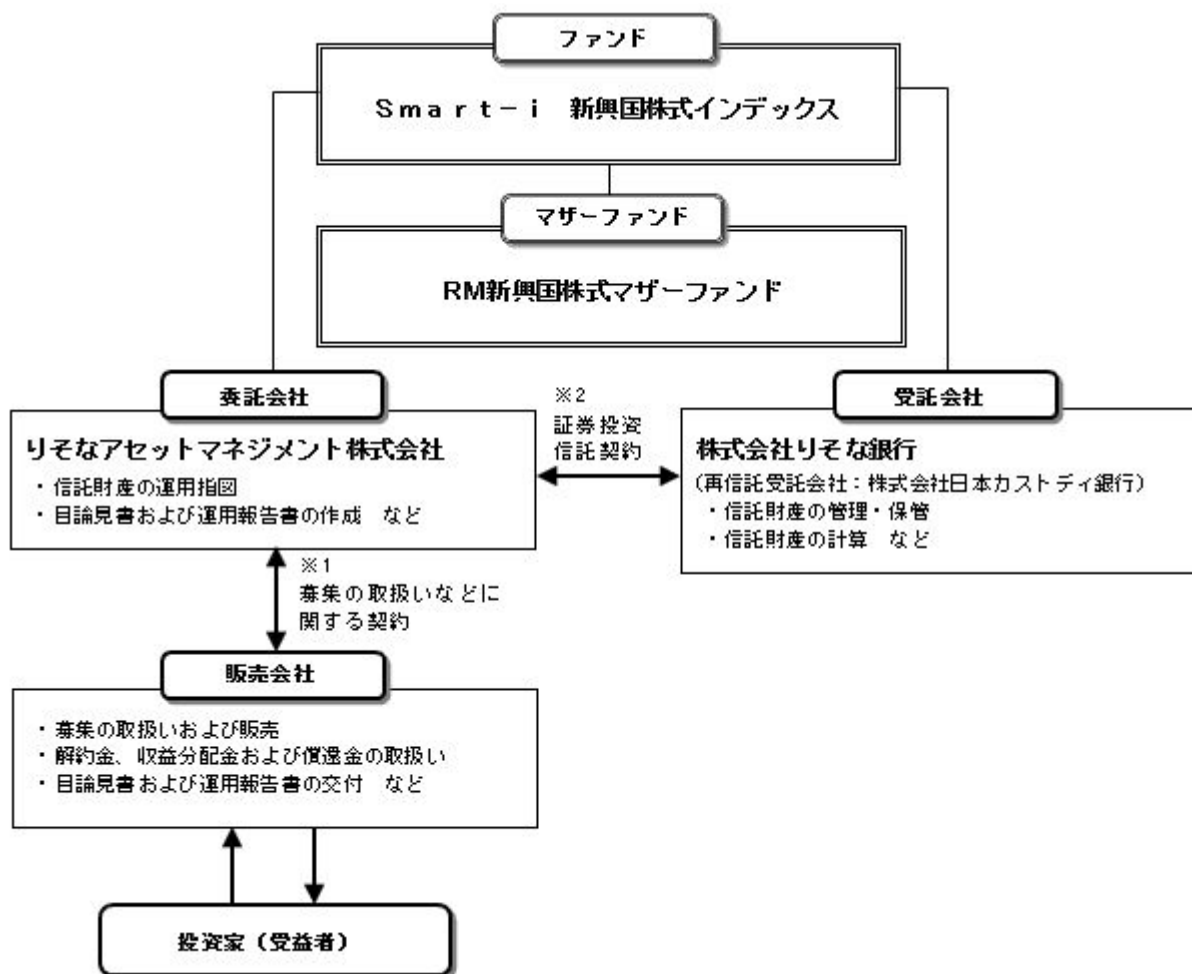 ファンド
Ｓｍａｒｔ－ｉ　新興国株式インデックス
マザーファンド
RM新興国株式マザーファンド
委託会社
りそなアセットマネジメント株式会社
・信託財産の運用指図
・目論見書および運用報告書の作成　など
※2
証券投資
信託契約
受託会社
株式会社りそな銀行
（再信託受託会社：株式会社日本カストディ銀行）
・信託財産の管理・保管
・信託財産の計算　など
※1
募集の取扱いなどに
関する契約
販売会社
・募集の取扱いおよび販売
・解約金、収益分配金および償還金の取扱い
・目論見書および運用報告書の交付　など
投資家（受益者）